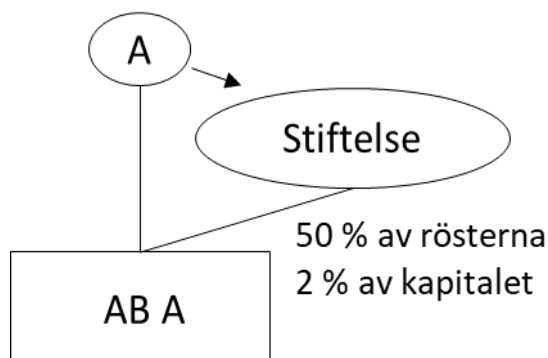 A
Stiftelse
50 % av rösterna
2 % av kapitalet
AB A